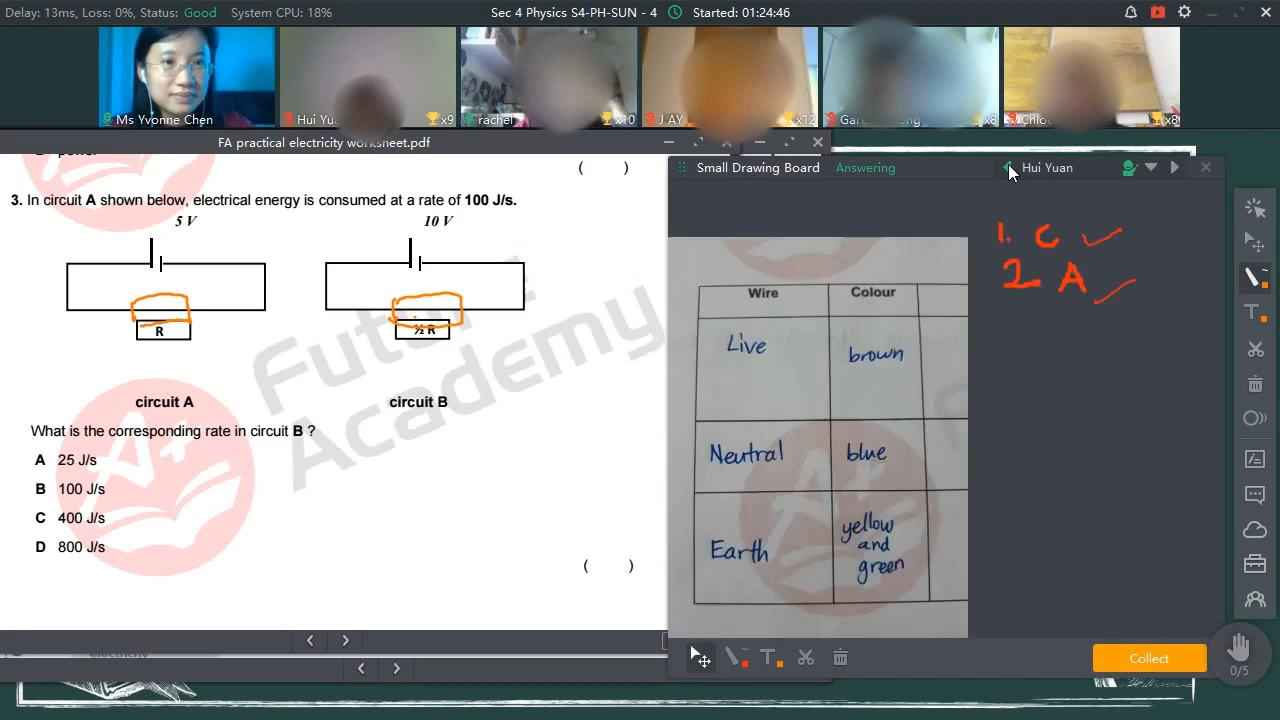 Delay: 13ms, Loss: 0%, Status: Good System CPU: 18%
Sec 4 Physics S4-PH-SUN - 4
Started: 01:24:46
Ms Yvonne Chen
x9
rachel
x10
J AY
x12
x8
x8
FA practical electricity worksheet.pdf
( )
3. In circuit A shown below, electrical energy is consumed at a rate of 100 J/s.
5 V
10 V
R
½ R
circuit A
circuit B
What is the corresponding rate in circuit B ?
A 25 J/s
B 100 J/s
C 400 J/s
D 800 J/s
( )
Future Academy
A+
electricity
Small Drawing Board Answering
Hui Yuan
1. C ✓
2 A ✓
Wire Colour
Live brown
Neutral blue
Earth yellow and green
Collect
0/5